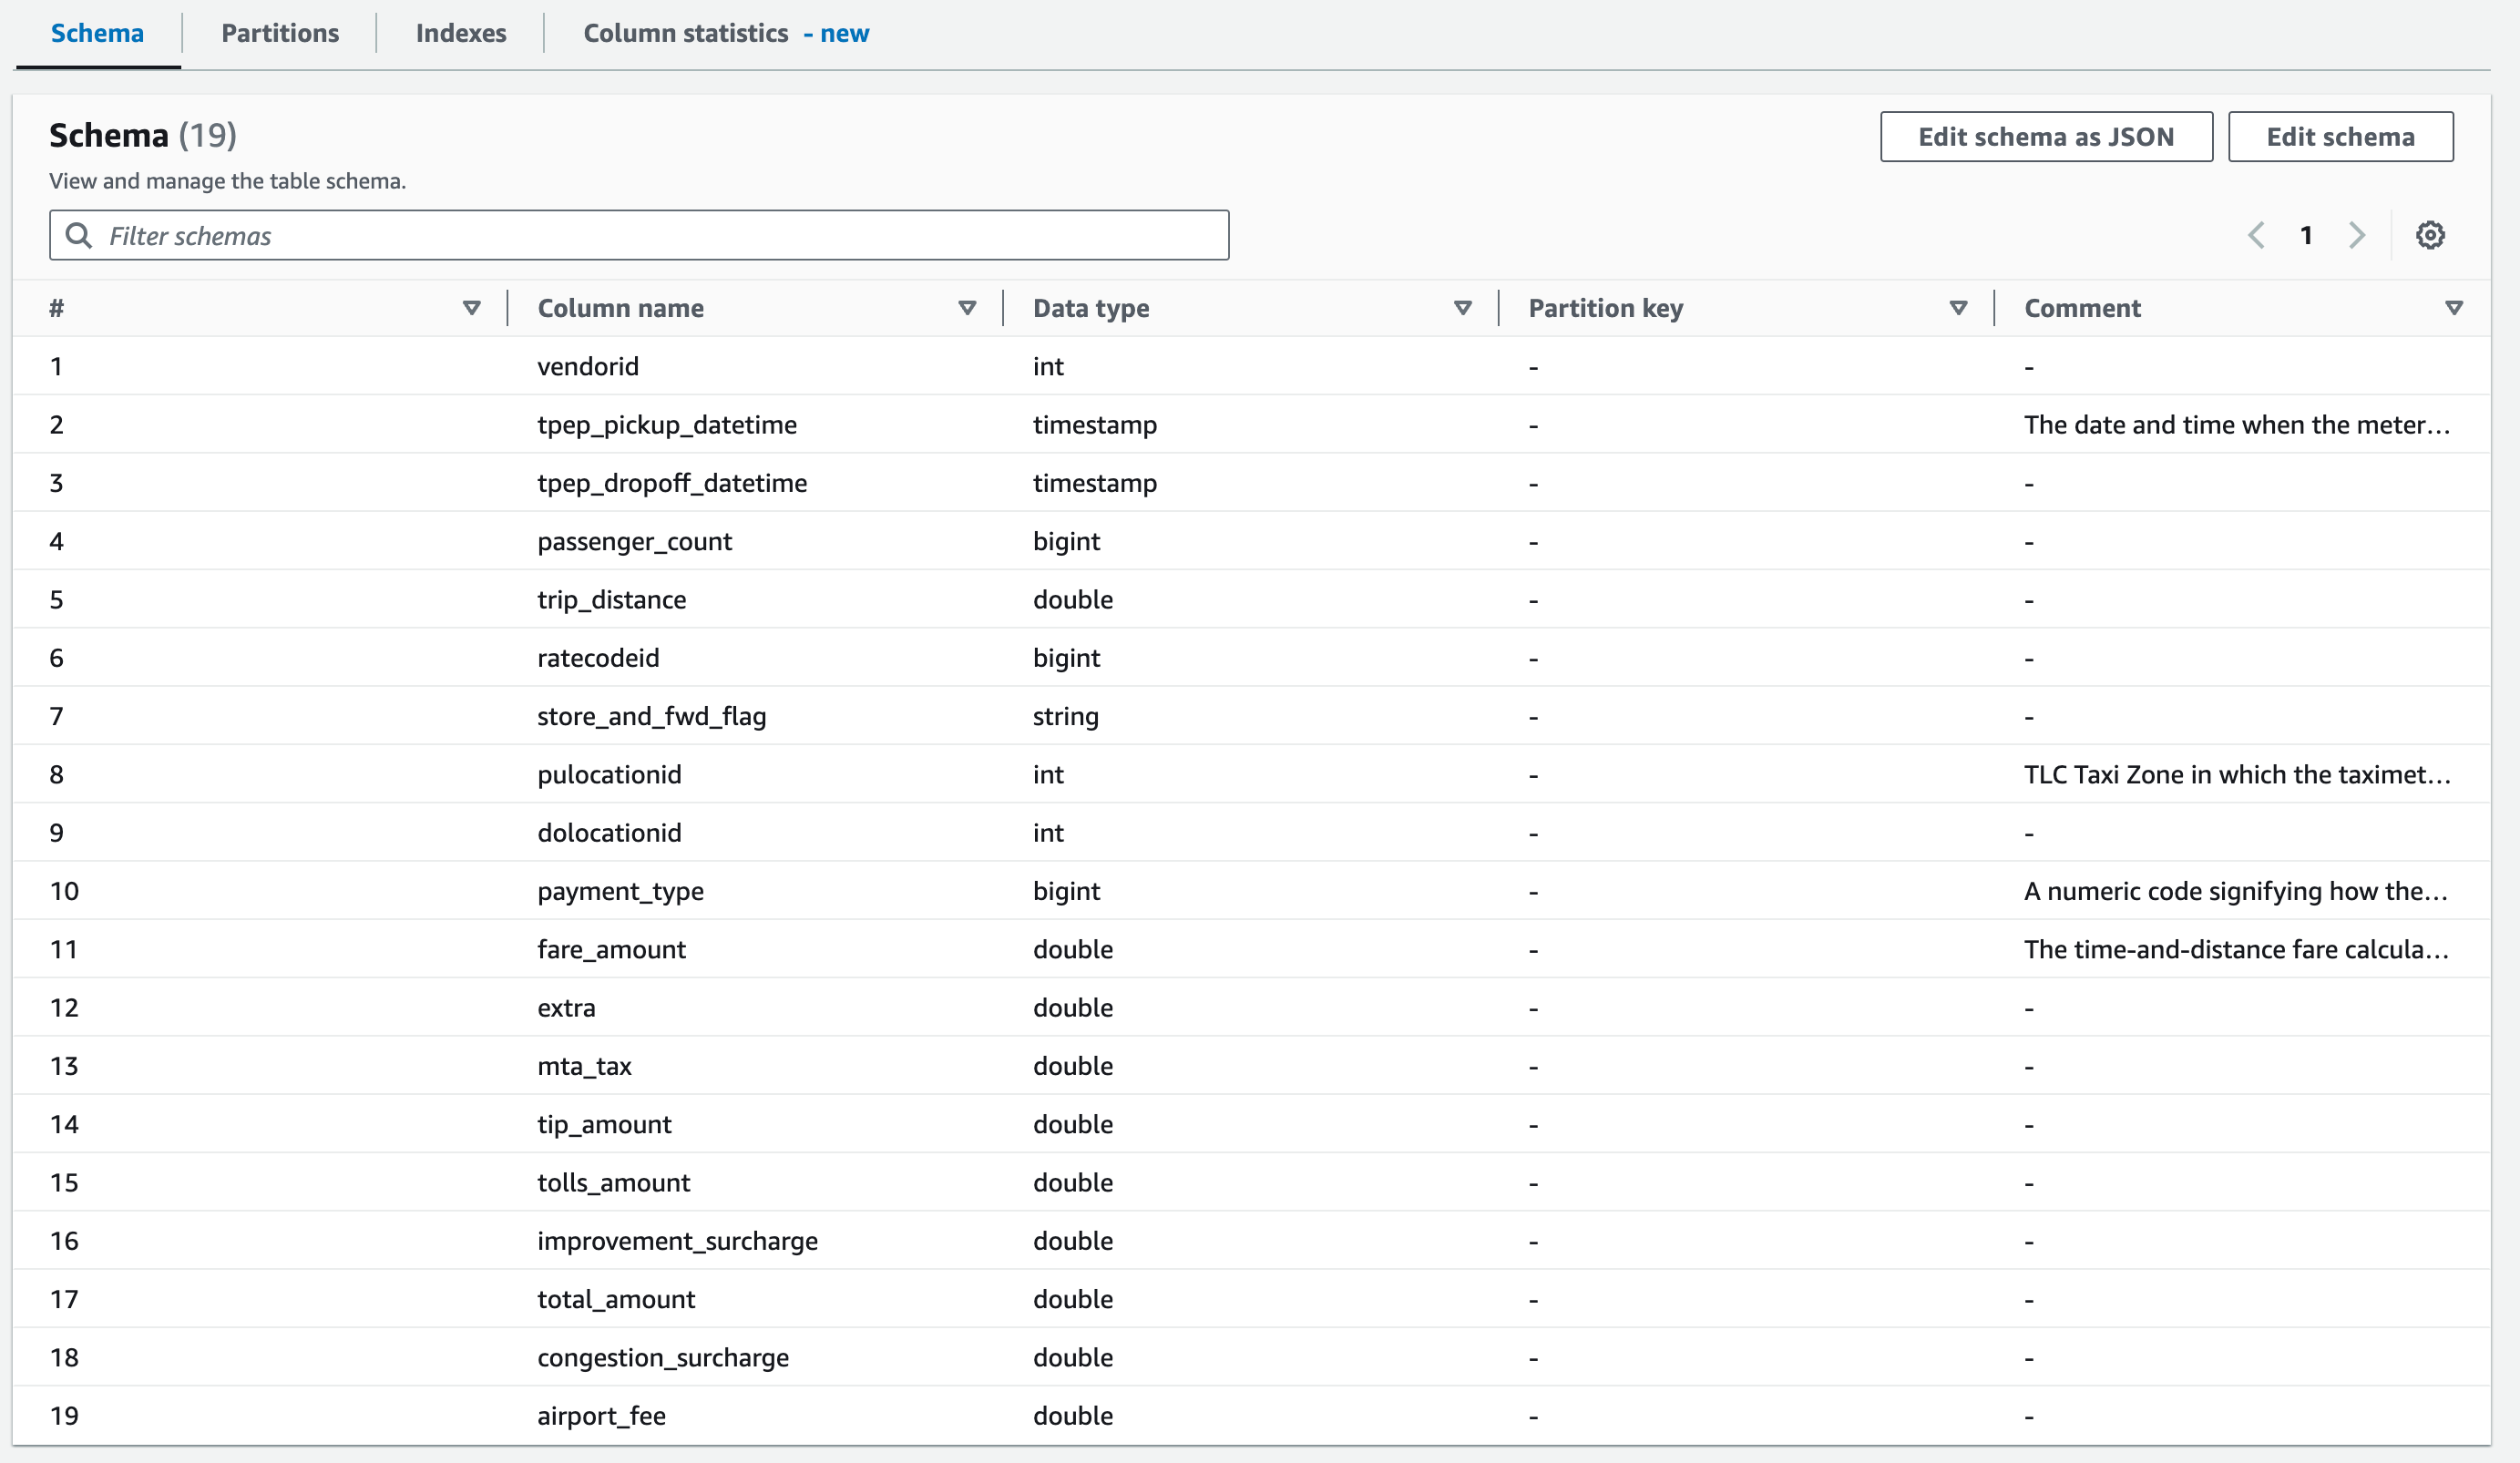 Schema Partitions Indexes Column statistics - new
Schema (19)
Edit schema as JSON Edit schema
View and manage the table schema.
Filter schemas
1
# Column name Data type Partition key Comment
1 vendorid int - -
2 tpep_pickup_datetime timestamp - The date and time when the meter...
3 tpep_dropoff_datetime timestamp - -
4 passenger_count bigint - -
5 trip_distance double - -
6 ratecodeid bigint - -
7 store_and_fwd_flag string - -
8 pulocationid int - TLC Taxi Zone in which the taximet...
9 dolocationid int - -
10 payment_type bigint - A numeric code signifying how the...
11 fare_amount double - The time-and-distance fare calcula...
12 extra double - -
13 mta_tax double - -
14 tip_amount double - -
15 tolls_amount double - -
16 improvement_surcharge double - -
17 total_amount double - -
18 congestion_surcharge double - -
19 airport_fee double - -